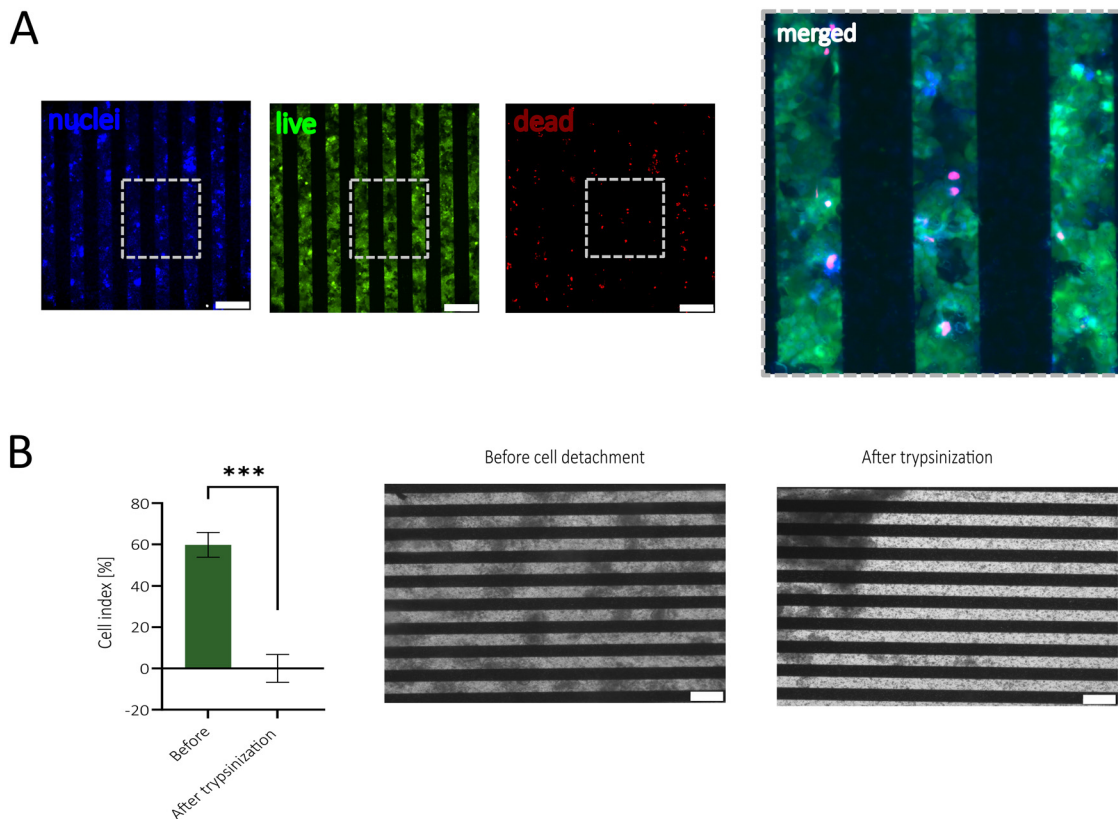 A
nuclei
live
dead
merged
B
***
Cell index [%]
80
60
40
20
0
-20
Before
After trypsinization
Before cell detachment
After trypsinization